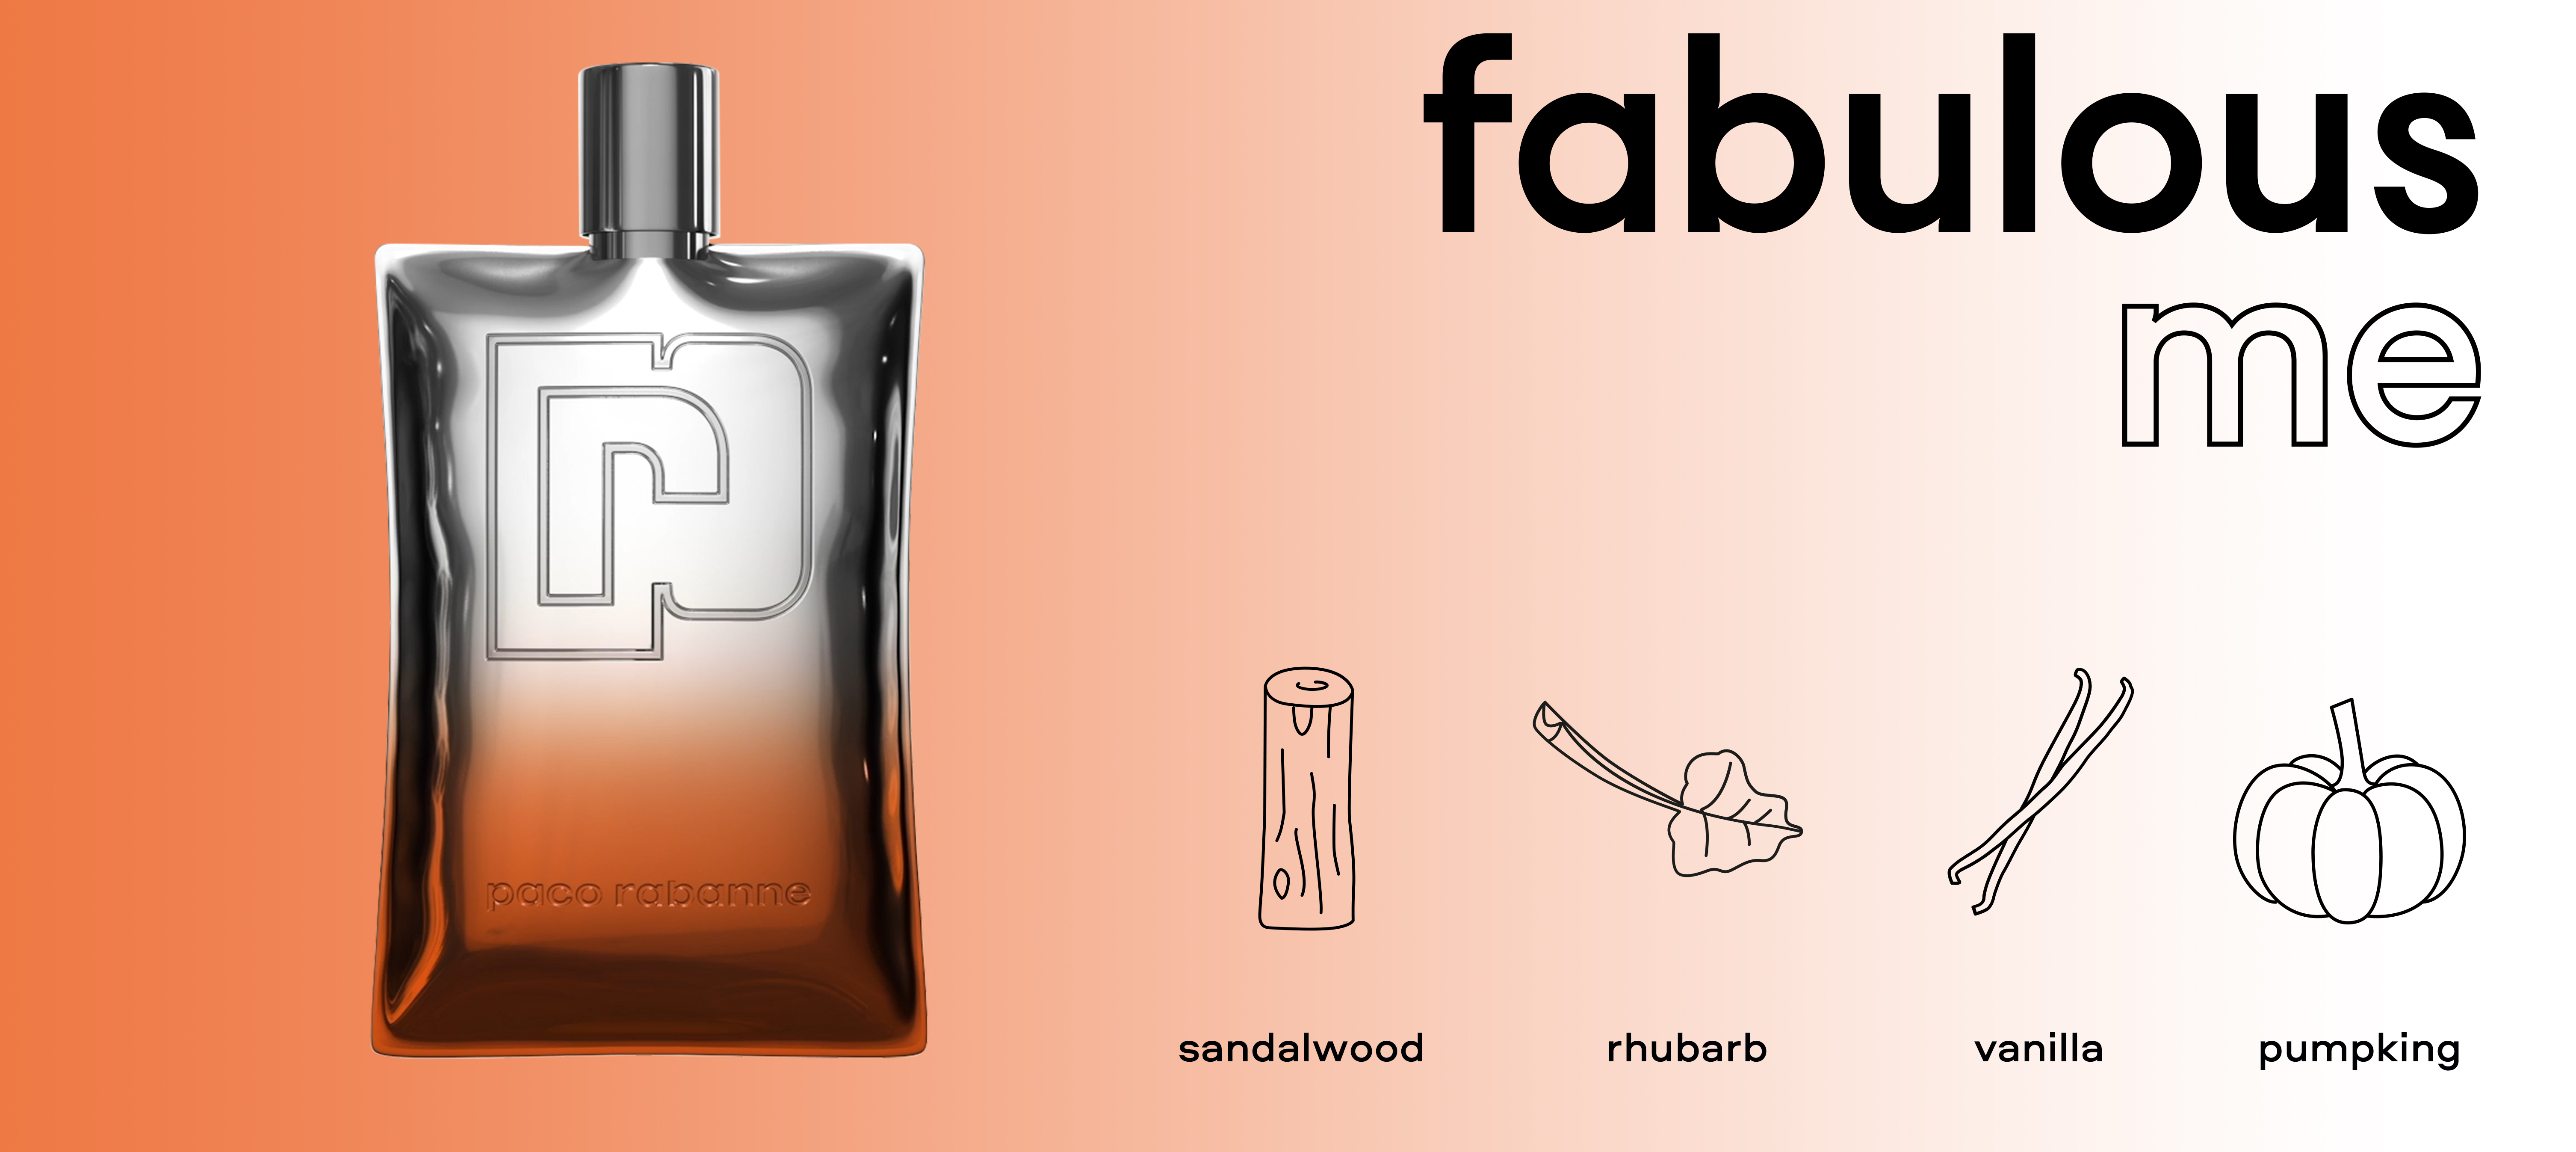 fabulous
me
paco rabanne
sandalwood
rhubarb
vanilla
pumpking